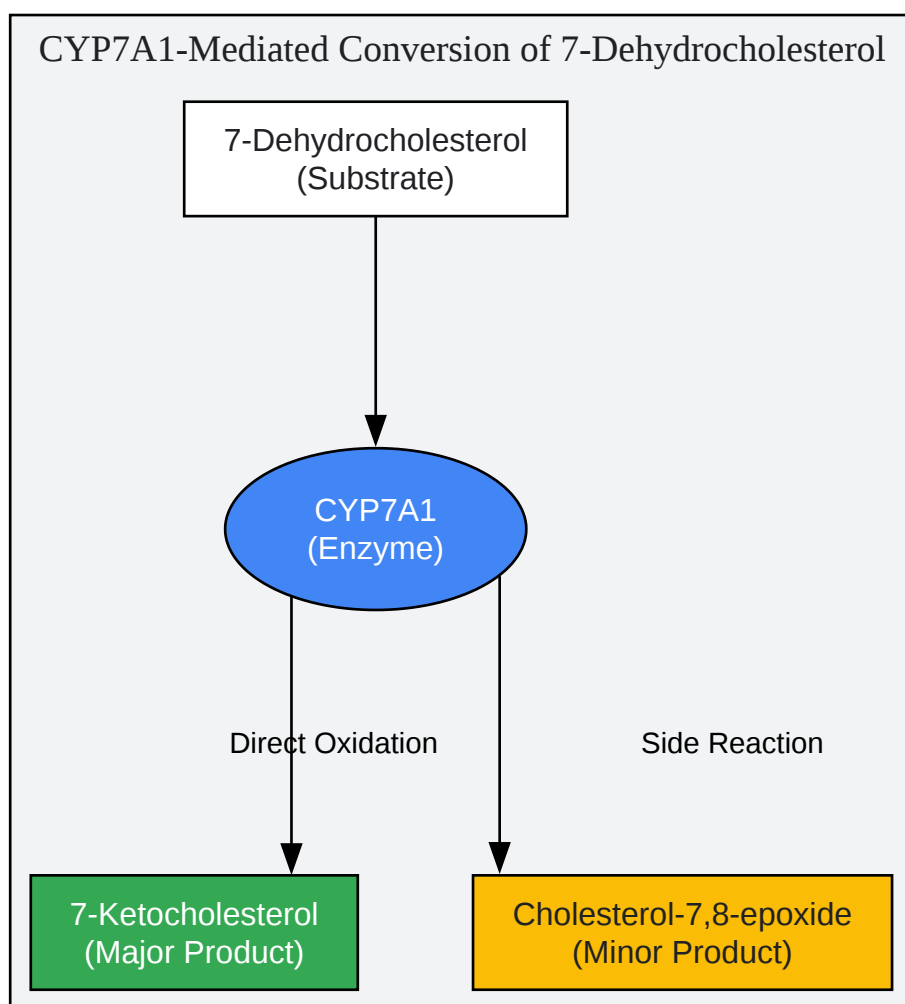 CYP7A1-Mediated Conversion of 7-Dehydrocholesterol
7-Dehydrocholesterol
(Substrate)
CYP7A1
(Enzyme)
Direct Oxidation
Side Reaction
7-Ketocholesterol
(Major Product)
Cholesterol-7,8-epoxide
(Minor Product)